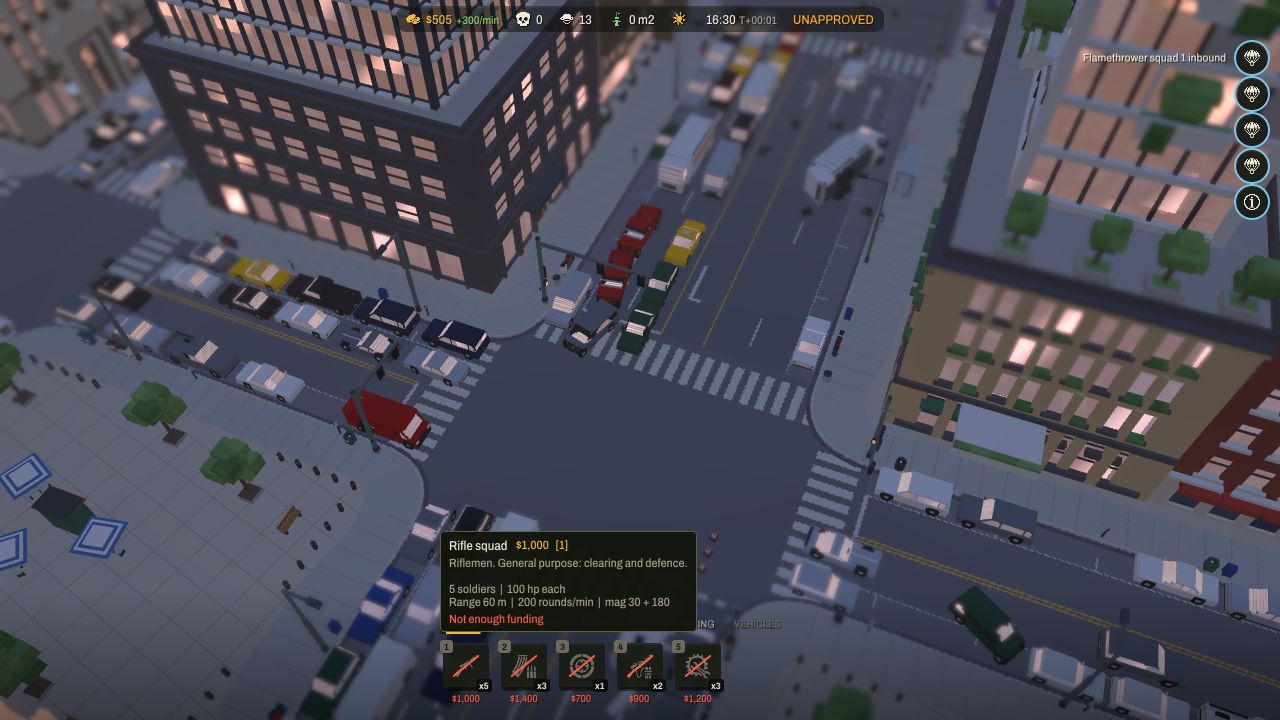 $505 +300/min 0 13 0 m2 16:30 T+00:01 UNAPPROVED
Flamethrower squad 1 inbound
Rifle squad $1,000 [1]
Riflemen. General purpose: clearing and defence.
5 soldiers | 100 hp each
Range 60 m | 200 rounds/min | mag 30 + 180
Not enough funding
ING VEHICLES
1 2 3 4 5
x5 x3 x1 x2 x3
$1,000 $1,400 $700 $900 $1,200